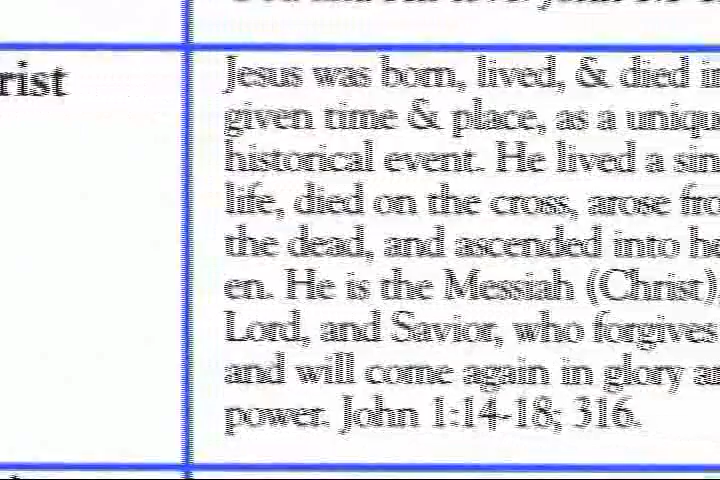 rist
Jesus was born, lived, & died in
given time & place, as a uniqu
historical event. He lived a sin
life, died on the cross, arose fro
the dead, and ascended into he
en. He is the Messiah (Christ),
Lord, and Savior, who forgives
and will come again in glory an
power. John 1:14-18; 316.